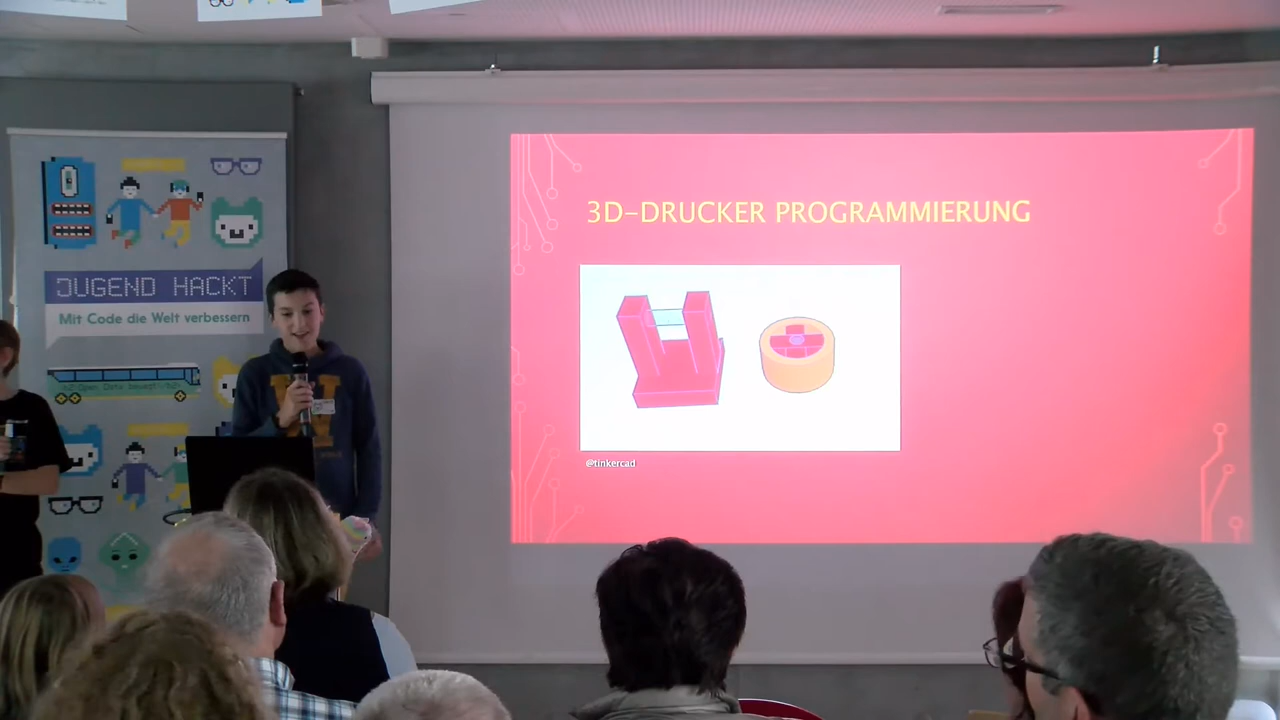 JUGEND HACKT
Mit Code die Welt verbessern
3D-DRUCKER PROGRAMMIERUNG
@tinkercad